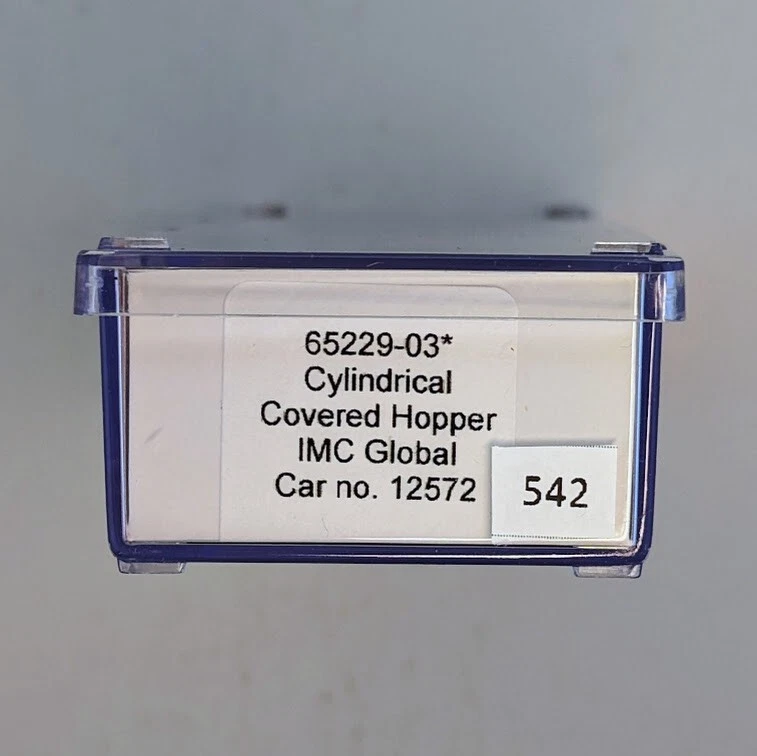 65229-03*
Cylindrical
Covered Hopper
IMC Global
Car no. 12572
542